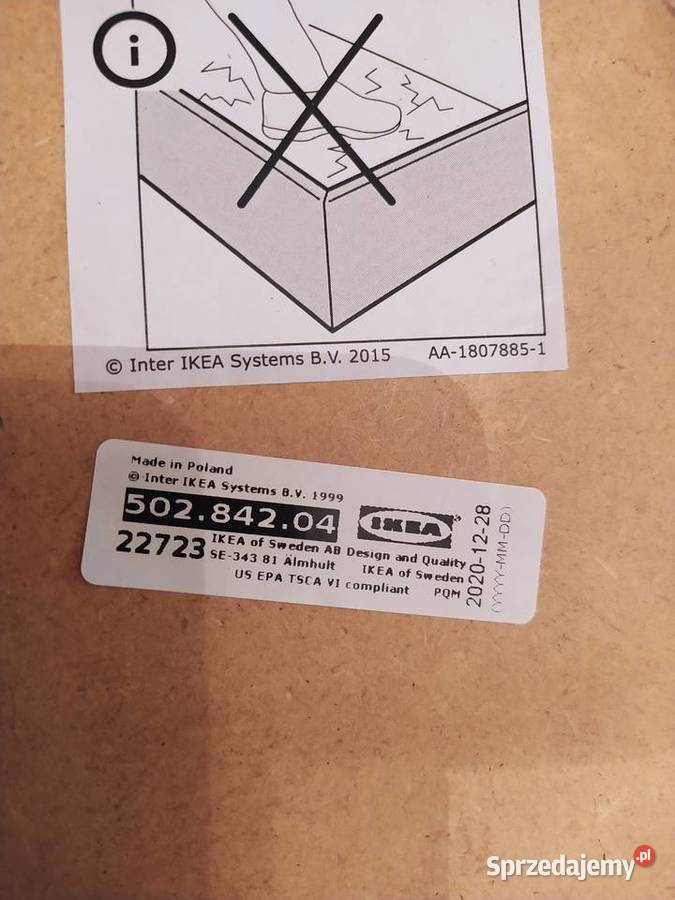 i
© Inter IKEA Systems B.V. 2015 AA-1807885-1
Made in Poland
© Inter IKEA Systems B.V. 1999
502.842.04 IKEA®
22723 IKEA of Sweden AB Design and Quality
SE-343 81 Älmhult IKEA of Sweden
US EPA TSCA VI compliant PQM
2020-12-28
(YYYY-MM-DD)
Sprzedajemy.pl